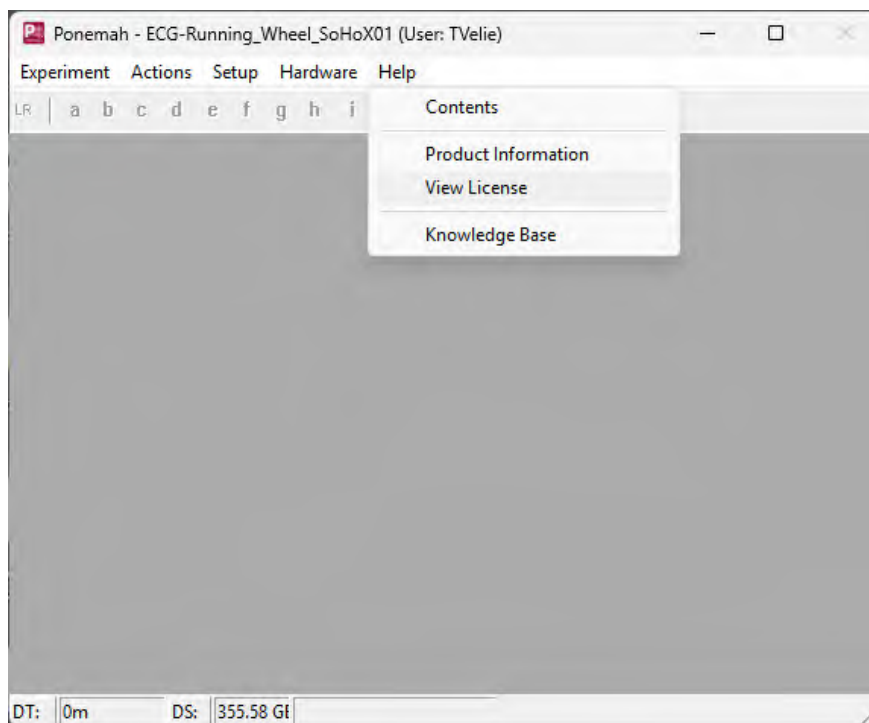 Ponemah - ECG-Running_Wheel_SoHoX01 (User: TVelie)
Experiment Actions Setup Hardware Help
LR a b c d e f g h i
Contents
Product Information
View License
Knowledge Base
DT: 0m DS: 355.58 GE